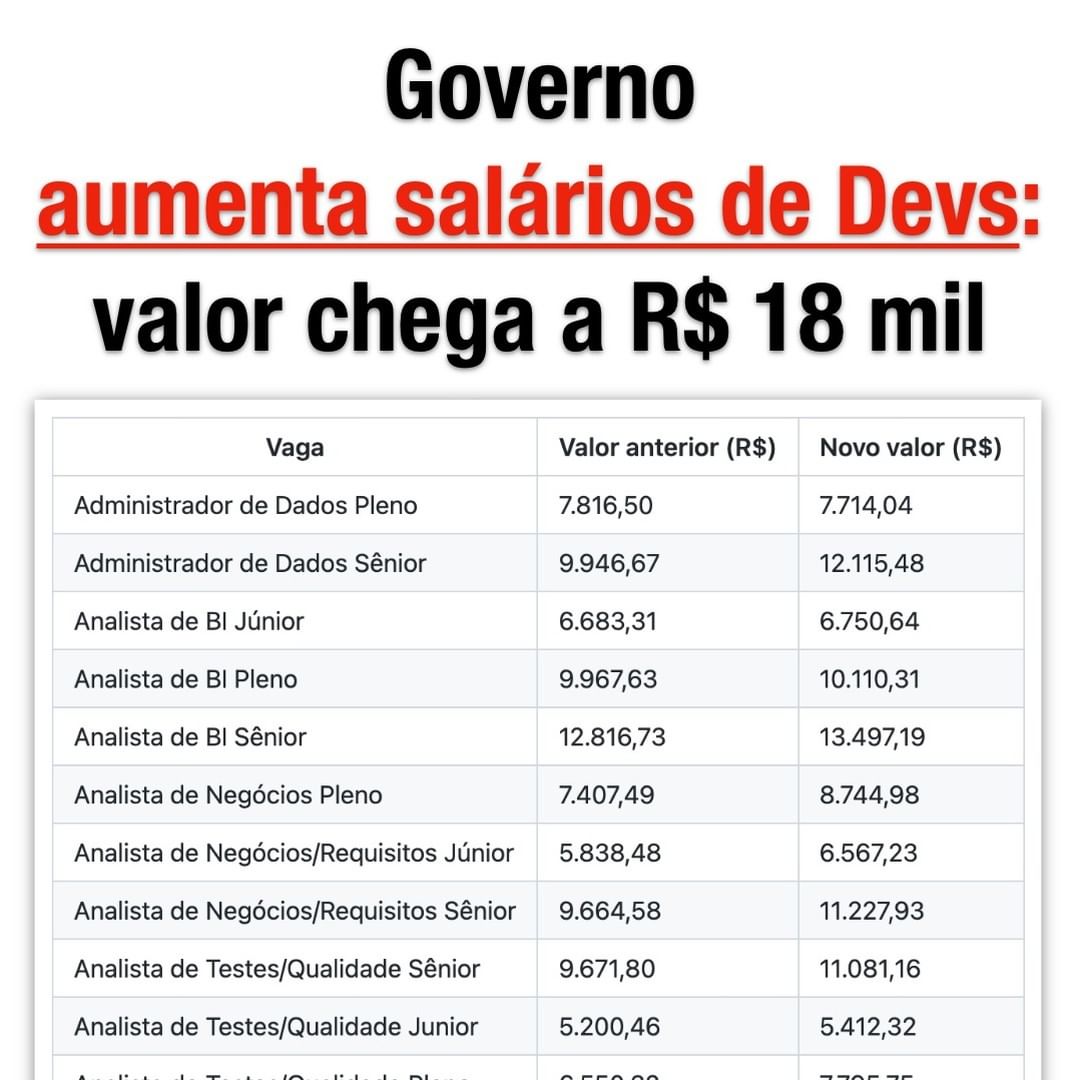 Governo
aumenta salários de Devs:
valor chega a R$ 18 mil
Vaga Valor anterior (R$) Novo valor (R$)
Administrador de Dados Pleno 7.816,50 7.714,04
Administrador de Dados Sênior 9.946,67 12.115,48
Analista de BI Júnior 6.683,31 6.750,64
Analista de BI Pleno 9.967,63 10.110,31
Analista de BI Sênior 12.816,73 13.497,19
Analista de Negócios Pleno 7.407,49 8.744,98
Analista de Negócios/Requisitos Júnior 5.838,48 6.567,23
Analista de Negócios/Requisitos Sênior 9.664,58 11.227,93
Analista de Testes/Qualidade Sênior 9.671,80 11.081,16
Analista de Testes/Qualidade Junior 5.200,46 5.412,32